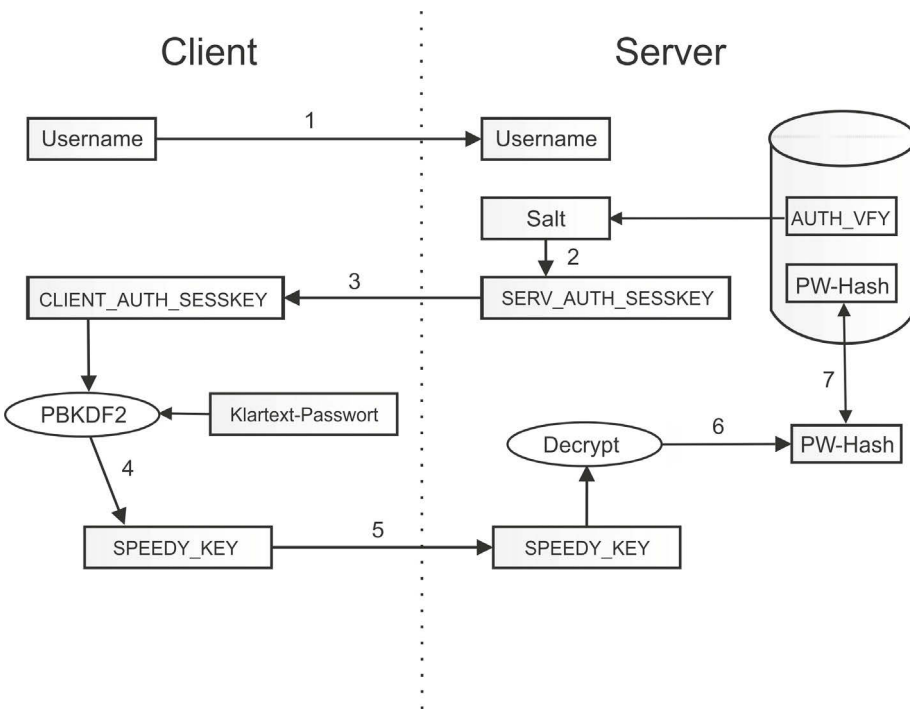 Client
Server
Username
1
Username
Salt
AUTH_VFY
2
CLIENT_AUTH_SESSKEY
3
SERV_AUTH_SESSKEY
PW-Hash
PBKDF2
Klartext-Passwort
7
4
Decrypt
6
PW-Hash
SPEEDY_KEY
5
SPEEDY_KEY